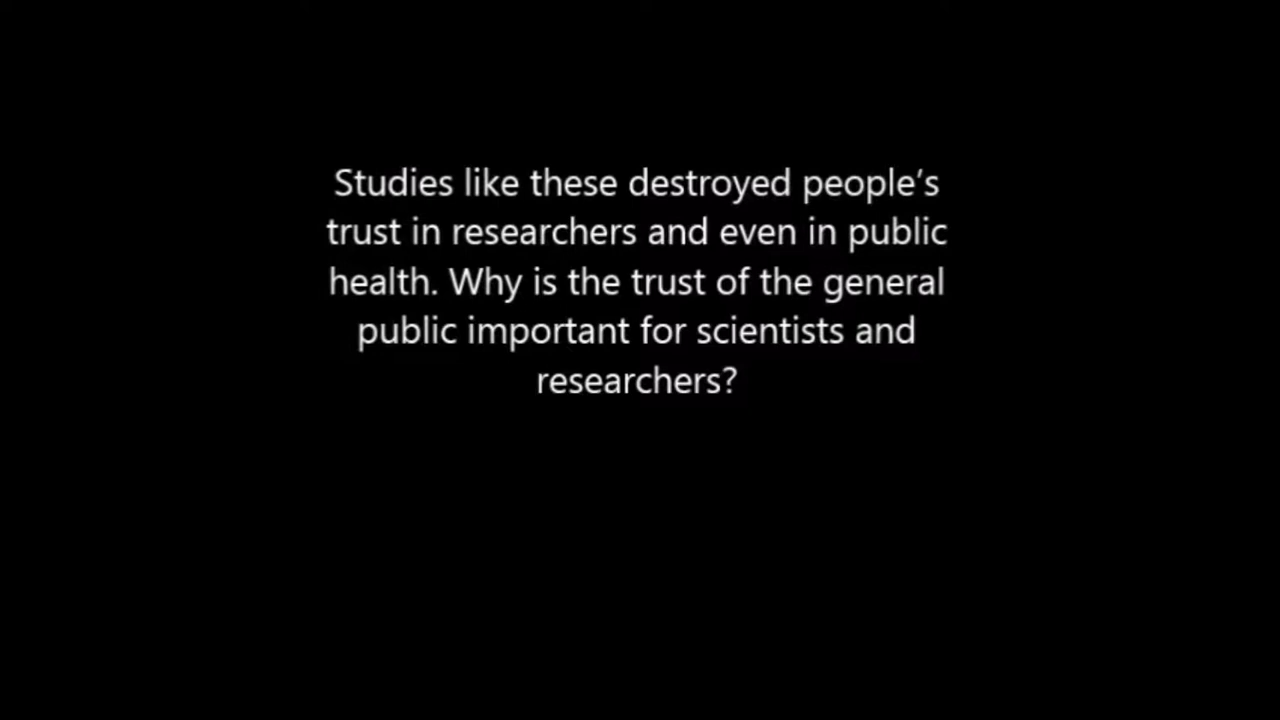 Studies like these destroyed people’s
trust in researchers and even in public
health. Why is the trust of the general
public important for scientists and
researchers?